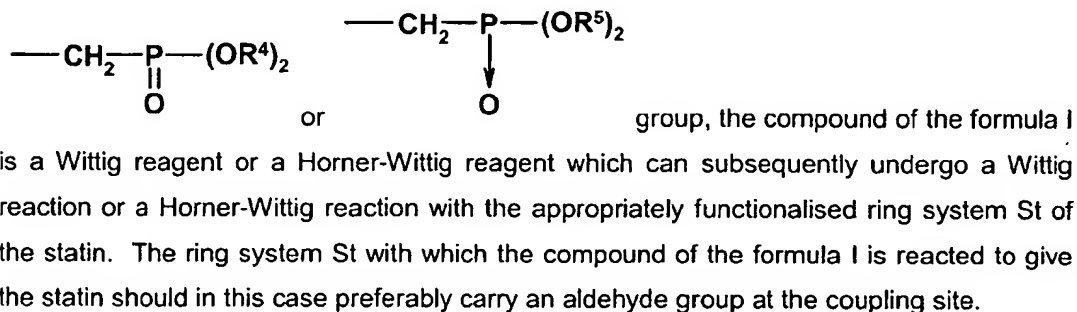 —CH₂—P—(OR⁴)₂
||
O
or
—CH₂—P—(OR⁵)₂
↓
O
group, the compound of the formula I
is a Wittig reagent or a Horner-Wittig reagent which can subsequently undergo a Wittig
reaction or a Horner-Wittig reaction with the appropriately functionalised ring system St of
the statin. The ring system St with which the compound of the formula I is reacted to give
the statin should in this case preferably carry an aldehyde group at the coupling site.